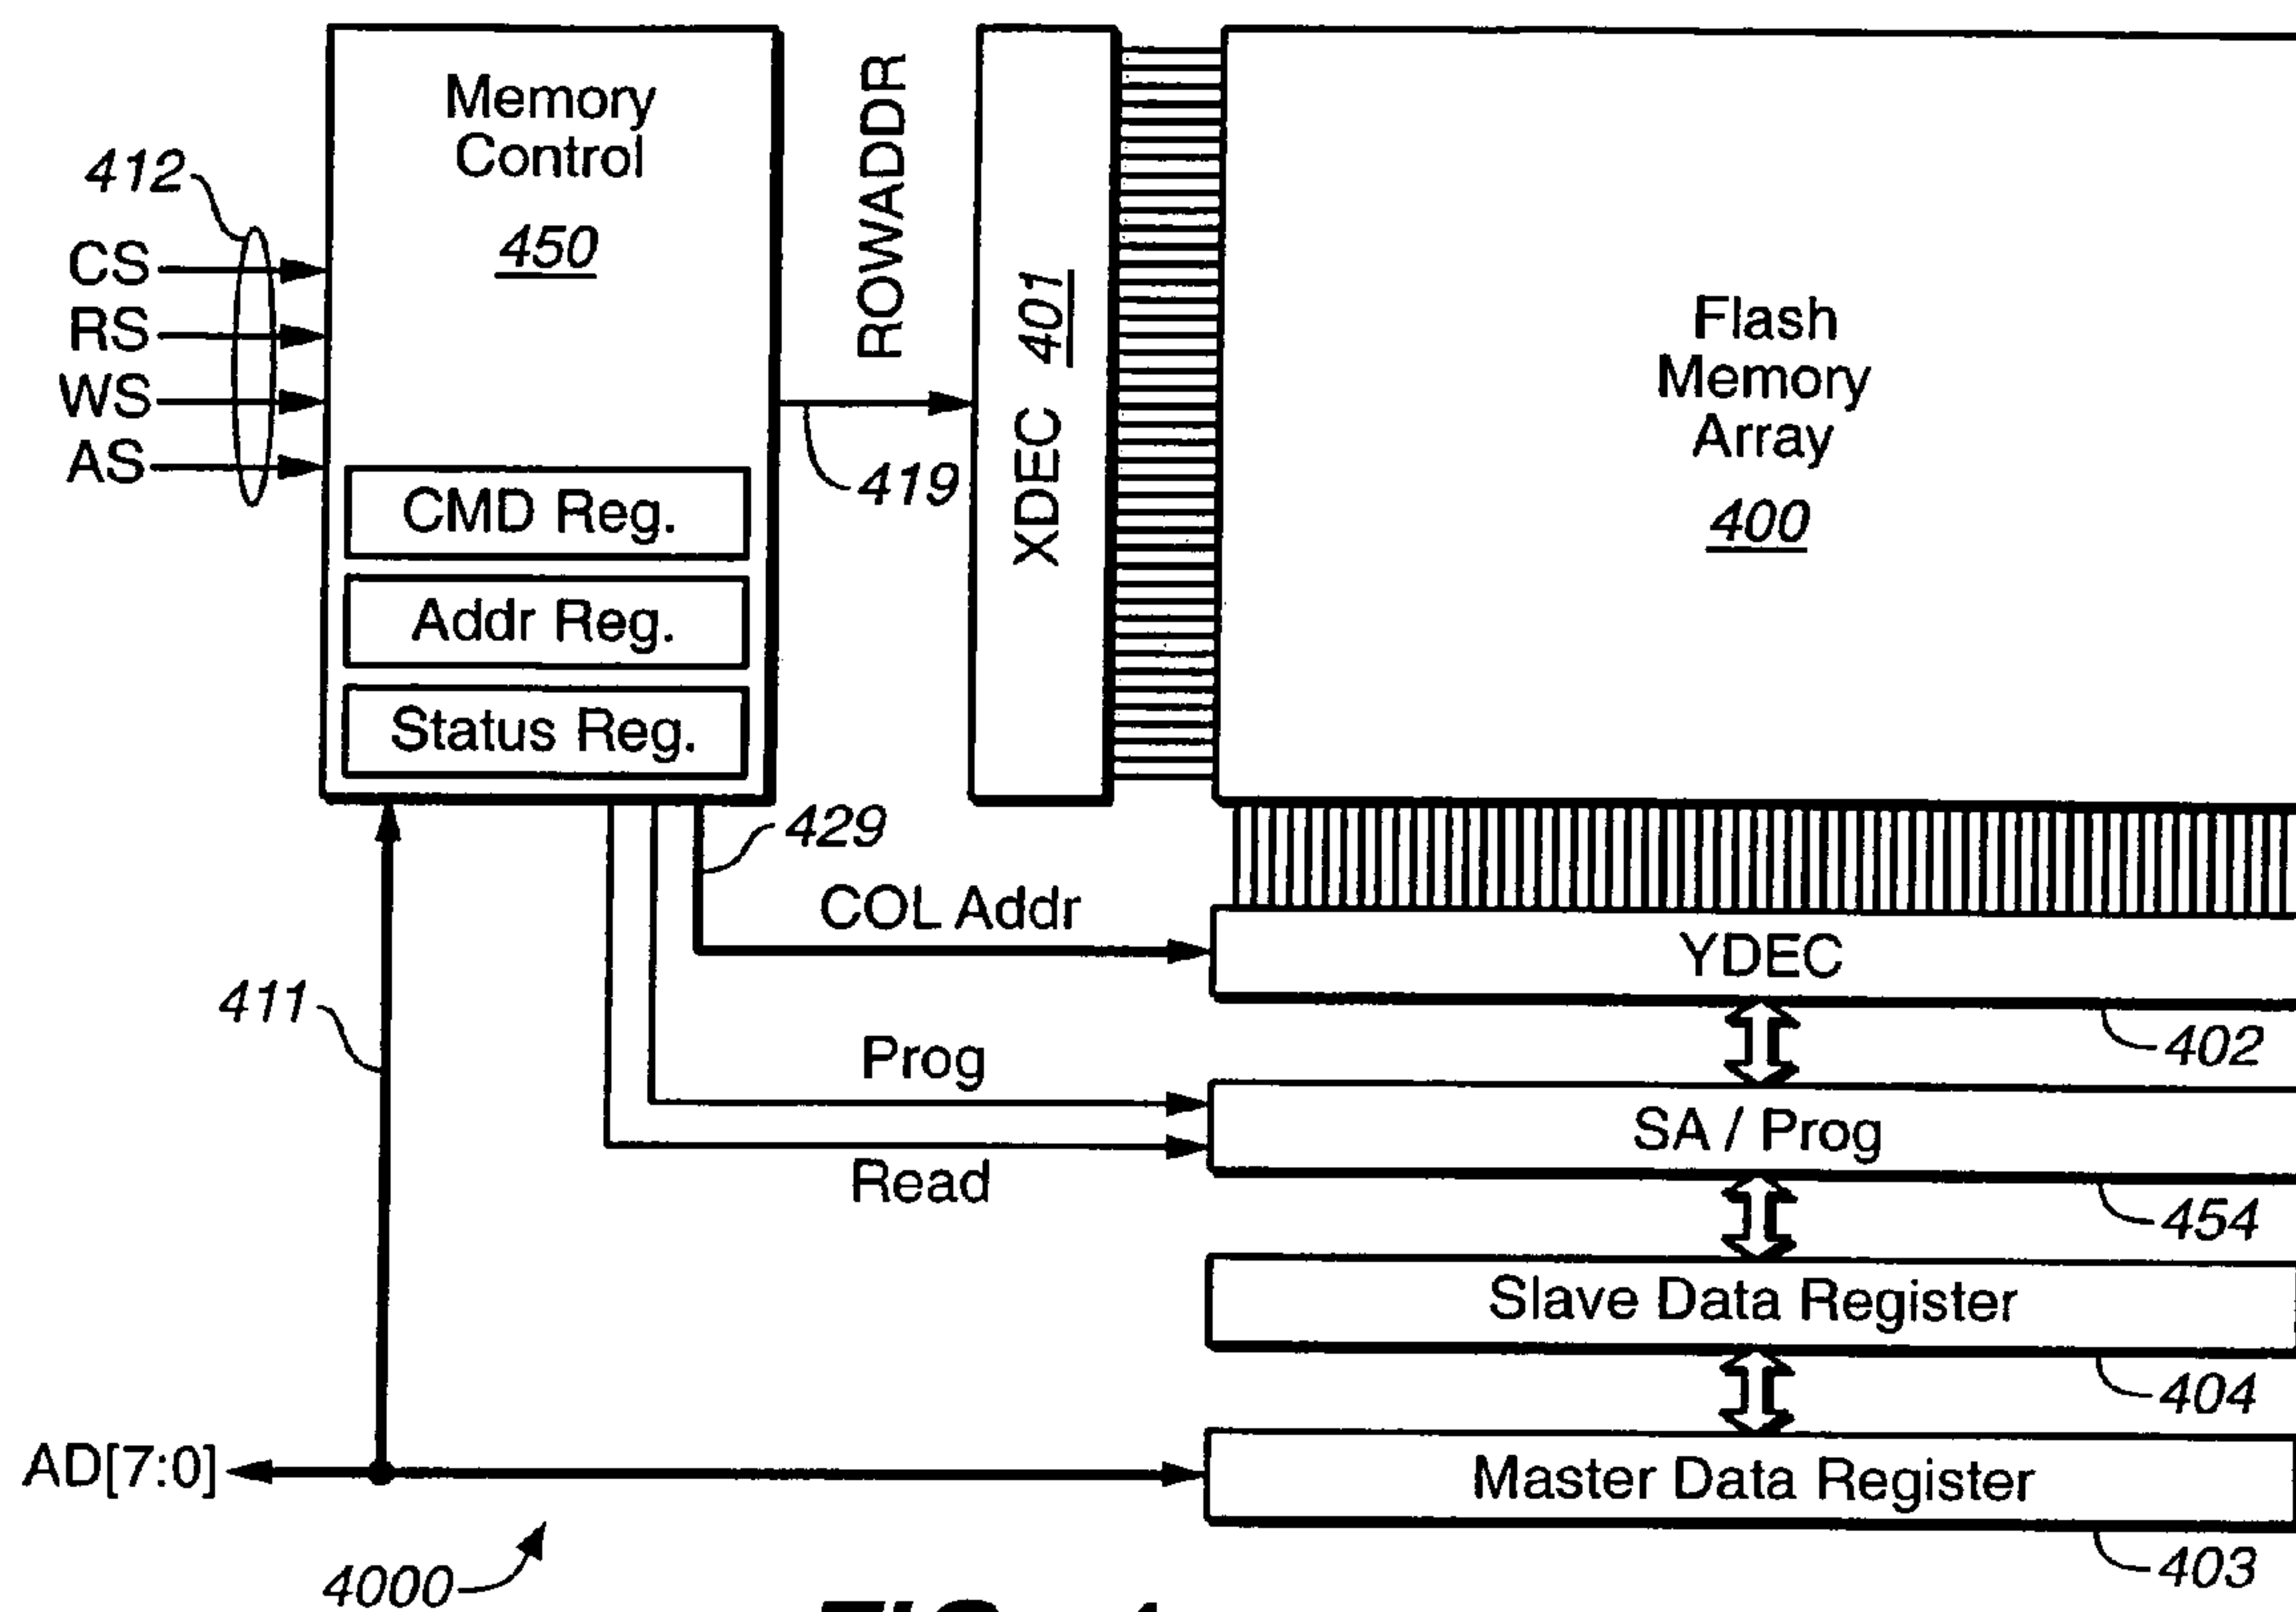 Memory
Control
450
412
CS
RS
WS
AS
CMD Reg.
Addr Reg.
Status Reg.
ROWADDR
419
XDEC 401
Flash
Memory
Array
400
429
COL Addr
YDEC
402
411
Prog
Read
SA / Prog
454
Slave Data Register
404
AD[7:0]
Master Data Register
403
4000